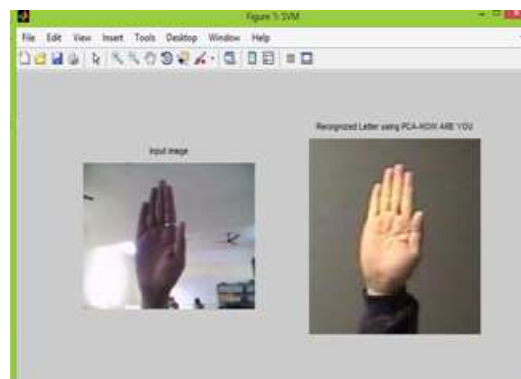 Figure 1: SVM
File Edit View Insert Tools Desktop Window Help
Input Image
Recognized Letter using PCA-HOW ARE YOU